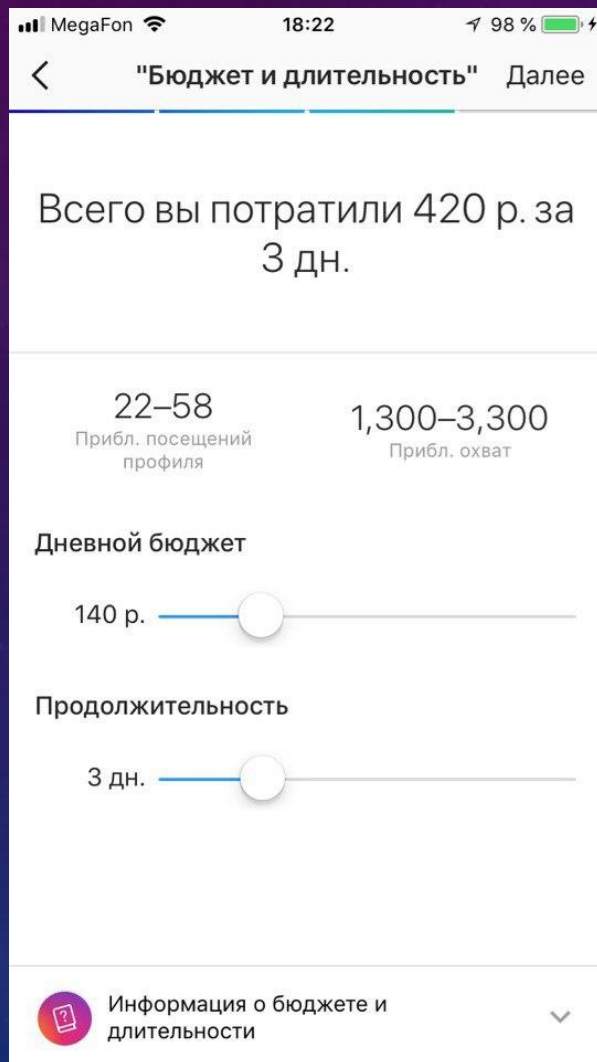 MegaFon 18:22 98 %
"Бюджет и длительность" Далее
Всего вы потратили 420 р. за
3 дн.
22–58
Прибл. посещений
профиля
1,300–3,300
Прибл. охват
Дневной бюджет
140 р.
Продолжительность
3 дн.
Информация о бюджете и
длительности